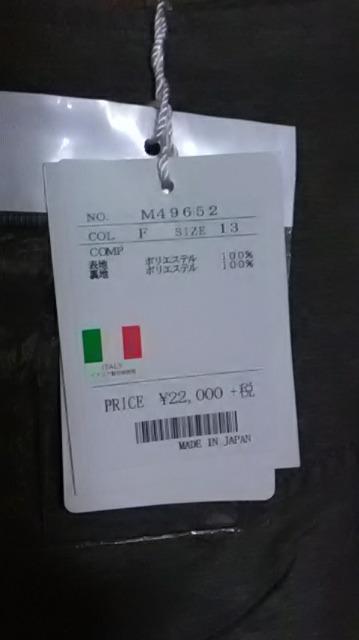 NO. M49652
COL F SIZE 13
COMP
表地 ポリエステル 100%
裏地 ポリエステル 100%
ITALY
PRICE ¥22,000 +税
MADE IN JAPAN